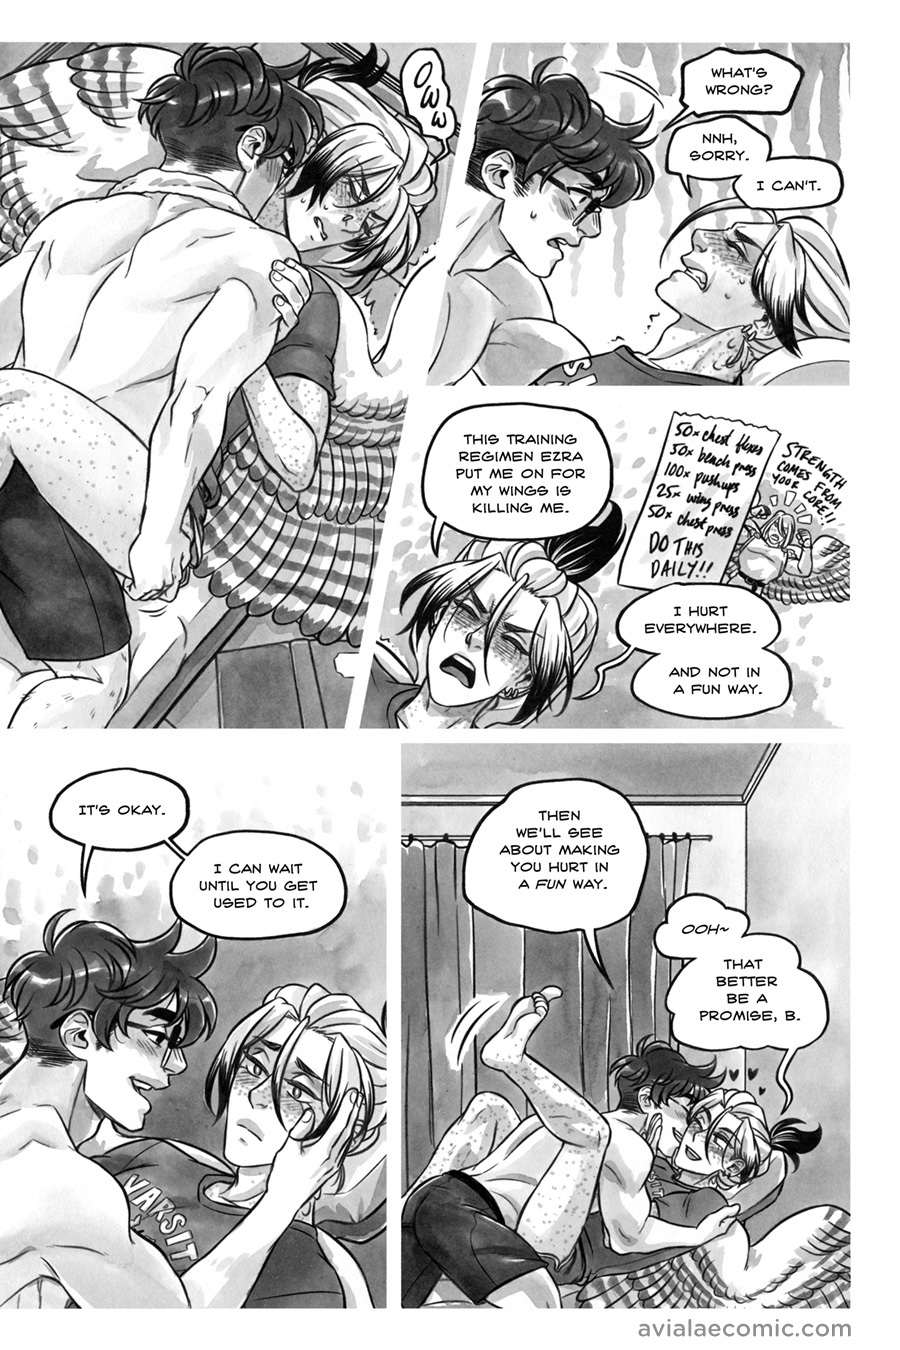 OWW
WHAT'S
WRONG?
NNH,
SORRY.
I CAN'T.
THIS TRAINING
REGIMEN EZRA
PUT ME ON FOR
MY WINGS IS
KILLING ME.
50x chest flexes
50x bench press
100x pushups
25x wing press
50x chest press
DO THIS
DAILY!!
STRENGTH
COMES FROM
YOUR CORE!!
I HURT
EVERYWHERE.
AND NOT IN
A FUN WAY.
IT'S OKAY.
I CAN WAIT
UNTIL YOU GET
USED TO IT.
VARSIT
THEN
WE'LL SEE
ABOUT MAKING
YOU HURT IN
A FUN WAY.
OOH~
THAT
BETTER
BE A
PROMISE, B.
avialaecomic.com